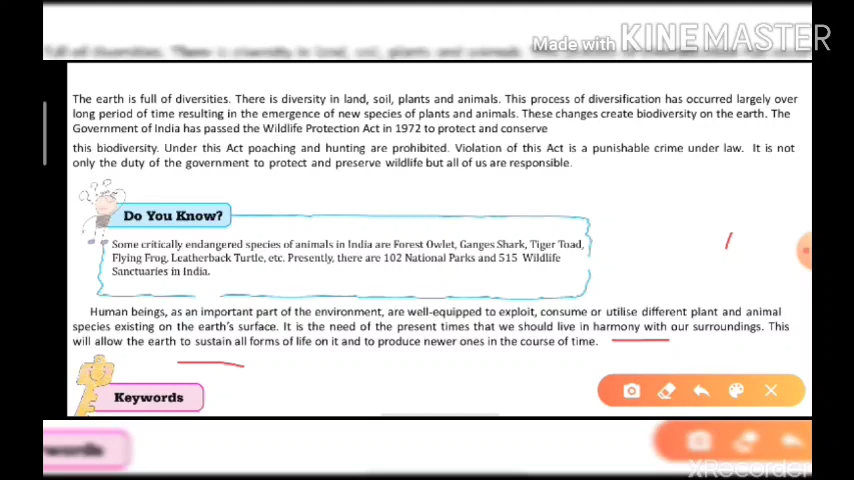 Made with KINEMASTER
The earth is full of diversities. There is diversity in land, soil, plants and animals. This process of diversification has occurred largely over
long period of time resulting in the emergence of new species of plants and animals. These changes create biodiversity on the earth. The
Government of India has passed the Wildlife Protection Act in 1972 to protect and conserve
this biodiversity. Under this Act poaching and hunting are prohibited. Violation of this Act is a punishable crime under law. It is not
only the duty of the government to protect and preserve wildlife but all of us are responsible.
Do You Know?
Some critically endangered species of animals in India are Forest Owlet, Ganges Shark, Tiger Toad,
Flying Frog, Leatherback Turtle, etc. Presently, there are 102 National Parks and 515 Wildlife
Sanctuaries in India.
Human beings, as an important part of the environment, are well-equipped to exploit, consume or utilise different plant and animal
species existing on the earth's surface. It is the need of the present times that we should live in harmony with our surroundings. This
will allow the earth to sustain all forms of life on it and to produce newer ones in the course of time.
Keywords
XRecorder